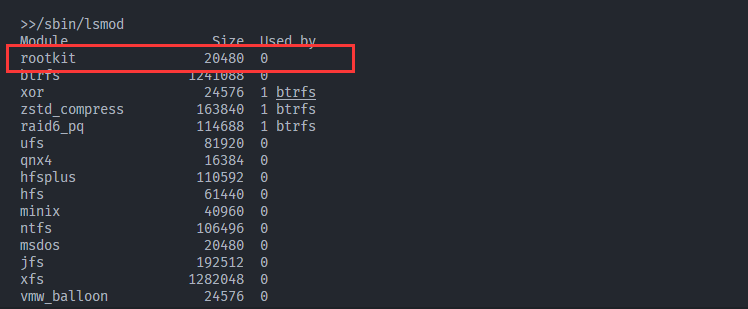 >>/sbin/lsmod
Module Size Used by
rootkit 20480 0
btrfs 1241088 0
xor 24576 1 btrfs
zstd_compress 163840 1 btrfs
raid6_pq 114688 1 btrfs
ufs 81920 0
qnx4 16384 0
hfsplus 110592 0
hfs 61440 0
minix 40960 0
ntfs 106496 0
msdos 20480 0
jfs 192512 0
xfs 1282048 0
vmw_balloon 24576 0